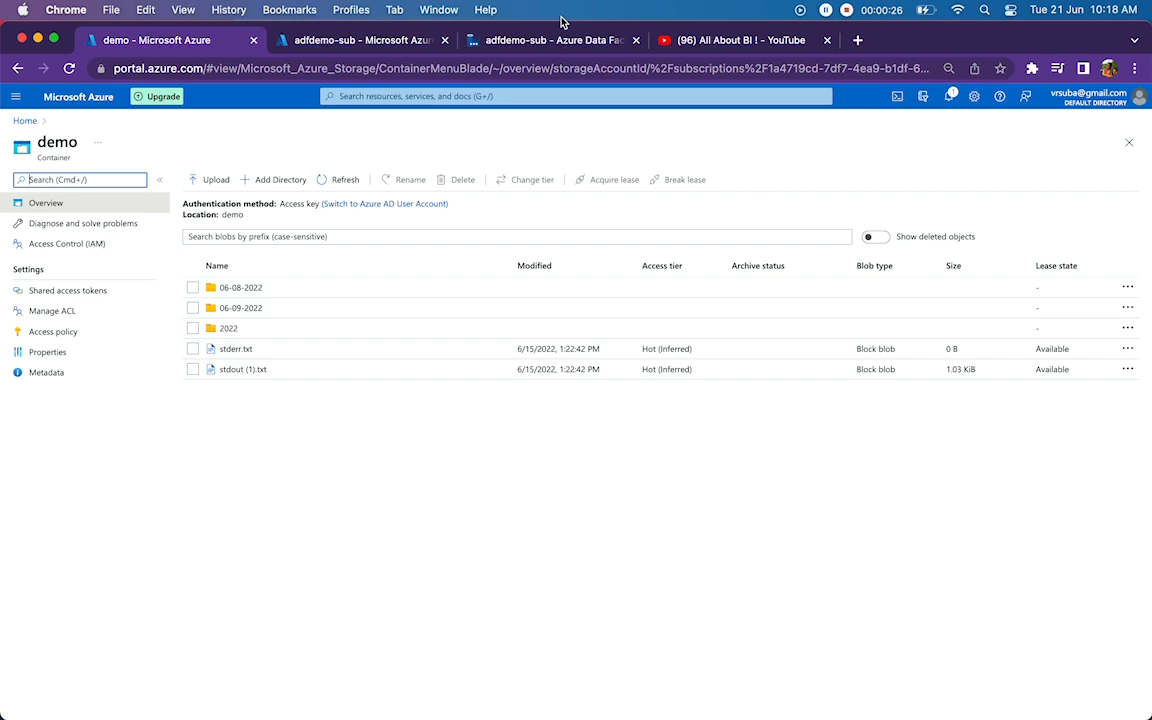 Chrome File Edit View History Bookmarks Profiles Tab Window Help 00:00:26 Tue 21 Jun 10:18 AM
demo - Microsoft Azure adfdemo-sub - Microsoft Azur adfdemo-sub - Azure Data Fac (96) All About BI ! - YouTube
portal.azure.com/#view/Microsoft_Azure_Storage/ContainerMenuBlade/~/overview/storageAccountId/%2Fsubscriptions%2F1a4719cd-7df7-4ea9-b1df-6...
Microsoft Azure Upgrade Search resources, services, and docs (G+/) 1 vrsuba@gmail.com
DEFAULT DIRECTORY
Home
demo ...
Container
Search (Cmd+/) « Upload Add Directory Refresh Rename Delete Change tier Acquire lease Break lease
Overview
Diagnose and solve problems
Access Control (IAM)
Settings
Shared access tokens
Manage ACL
Access policy
Properties
Metadata
Authentication method: Access key (Switch to Azure AD User Account)
Location: demo
Search blobs by prefix (case-sensitive) Show deleted objects
Name Modified Access tier Archive status Blob type Size Lease state
06-08-2022 - ...
06-09-2022 - ...
2022 - ...
stderr.txt 6/15/2022, 1:22:42 PM Hot (Inferred) Block blob 0 B Available ...
stdout (1).txt 6/15/2022, 1:22:42 PM Hot (Inferred) Block blob 1.03 KiB Available ...